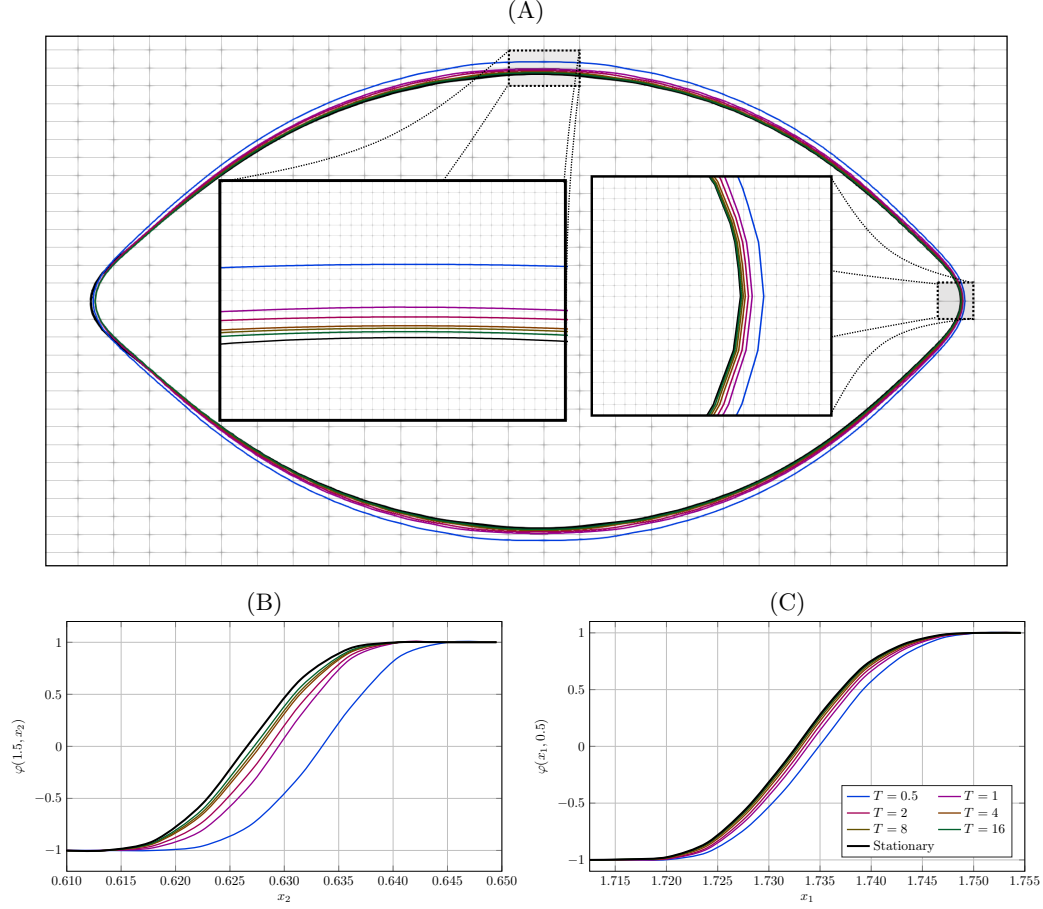 (A)
(B)
(C)
1
0.5
0
−0.5
−1
φ(1.5, x₂)
0.610 0.615 0.620 0.625 0.630 0.635 0.640 0.645 0.650
x₂
1
0.5
0
−0.5
−1
φ(x₁, 0.5)
T = 0.5 T = 1
T = 2 T = 4
T = 8 T = 16
Stationary
1.715 1.720 1.725 1.730 1.735 1.740 1.745 1.750 1.755
x₁